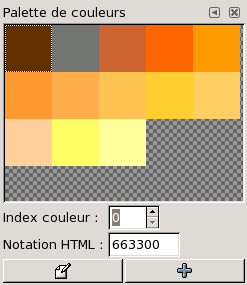 Palette de couleurs
Index couleur : 0
Notation HTML : 663300